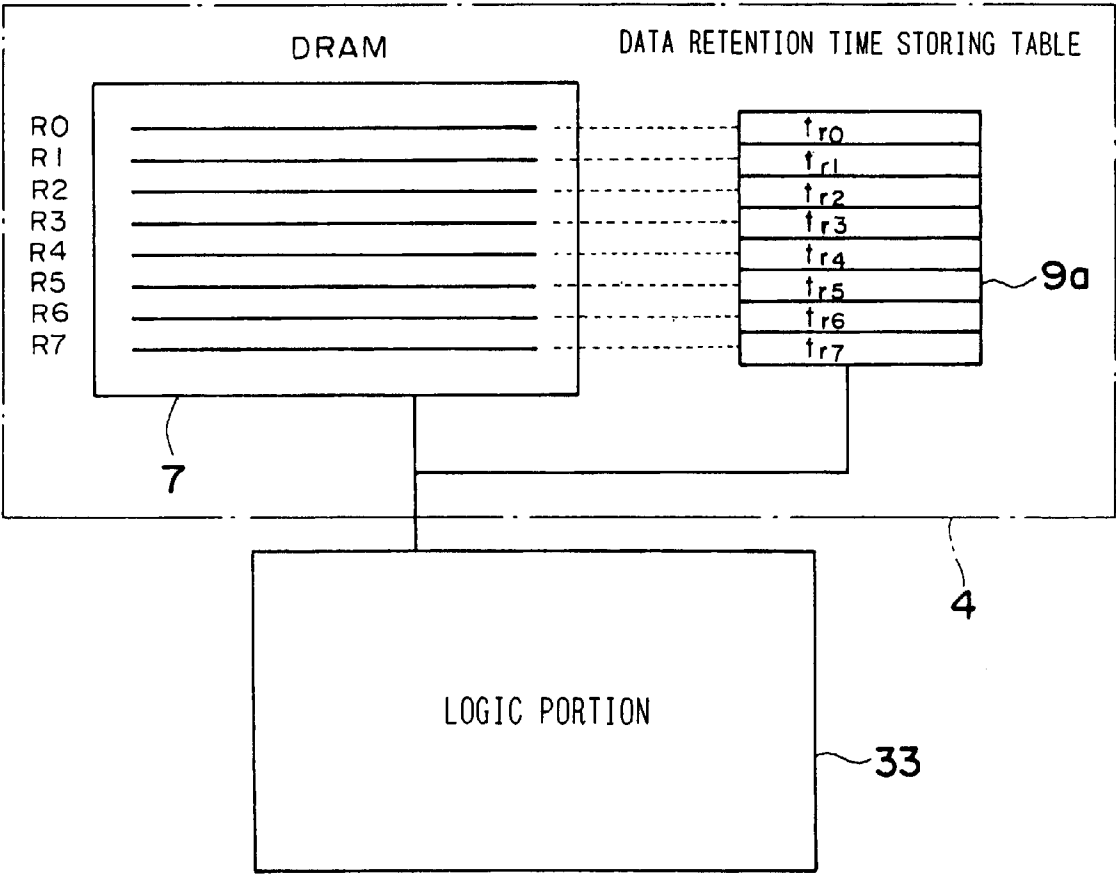 DRAM
DATA RETENTION TIME STORING TABLE
R0 tr0
R1 tr1
R2 tr2
R3 tr3
R4 tr4
R5 tr5
R6 tr6
R7 tr7
9a
7
4
LOGIC PORTION
33